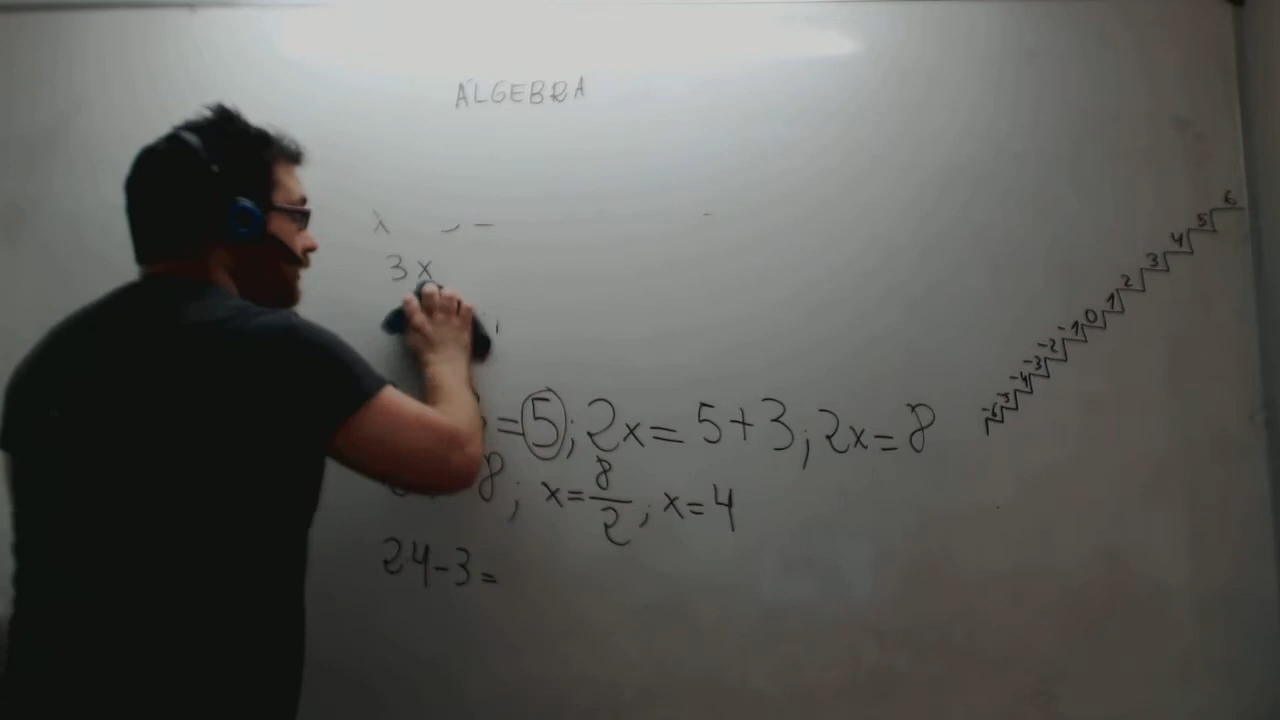 ÁLGEBRA
x
3x
=5; 2x=5+3; 2x=8
8; x=8/2, x=4
24-3=
6
5
4
3
2
1
0
-1
-2
-3
-4
-5